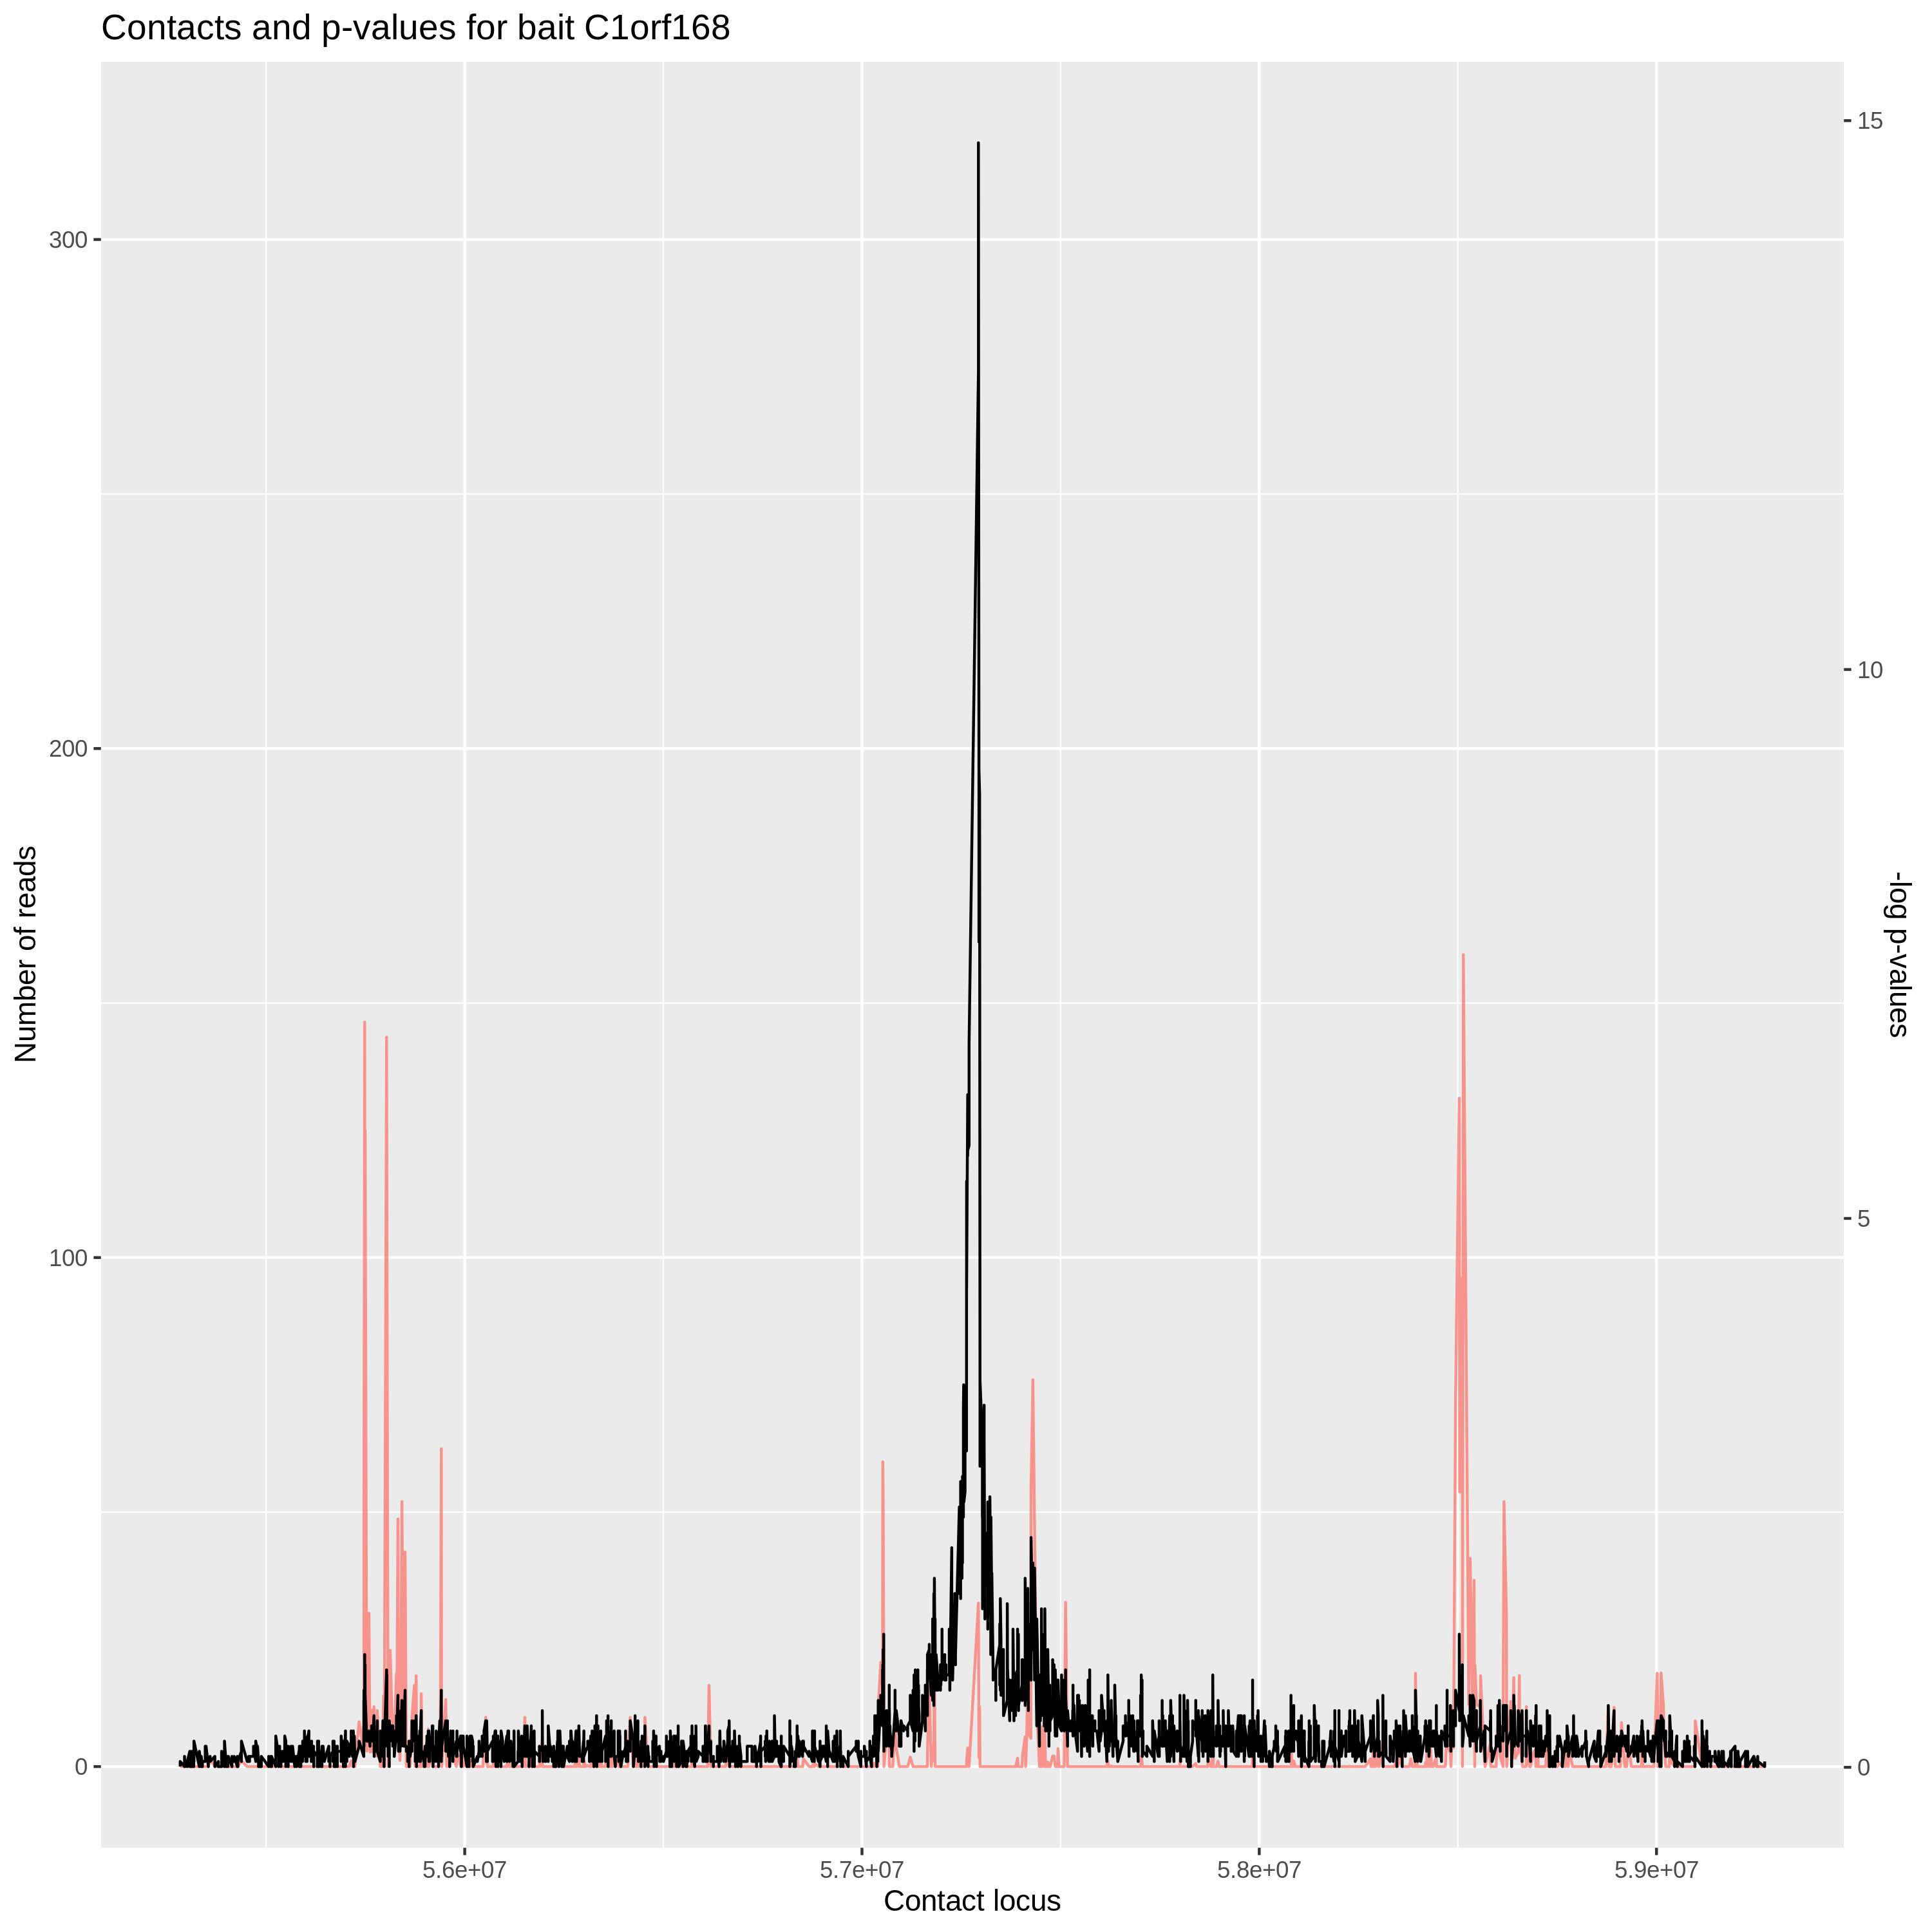 Contacts and p-values for bait C1orf168
300
200
100
0
Number of reads
15
10
5
0
-log p-values
5.6e+07 5.7e+07 5.8e+07 5.9e+07
Contact locus